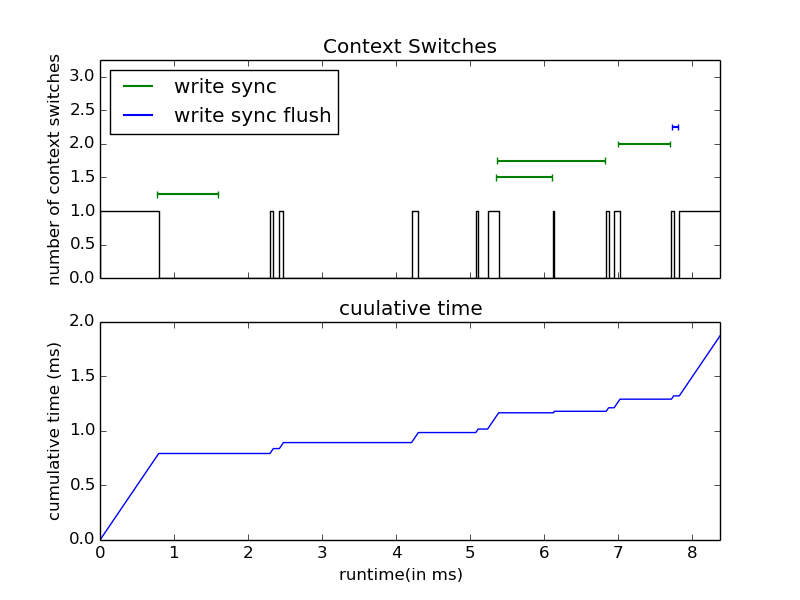 Context Switches
number of context switches
3.0
2.5
2.0
1.5
1.0
0.5
0.0
write sync
write sync flush
cuulative time
cumulative time (ms)
2.0
1.5
1.0
0.5
0.0
0 1 2 3 4 5 6 7 8
runtime(in ms)